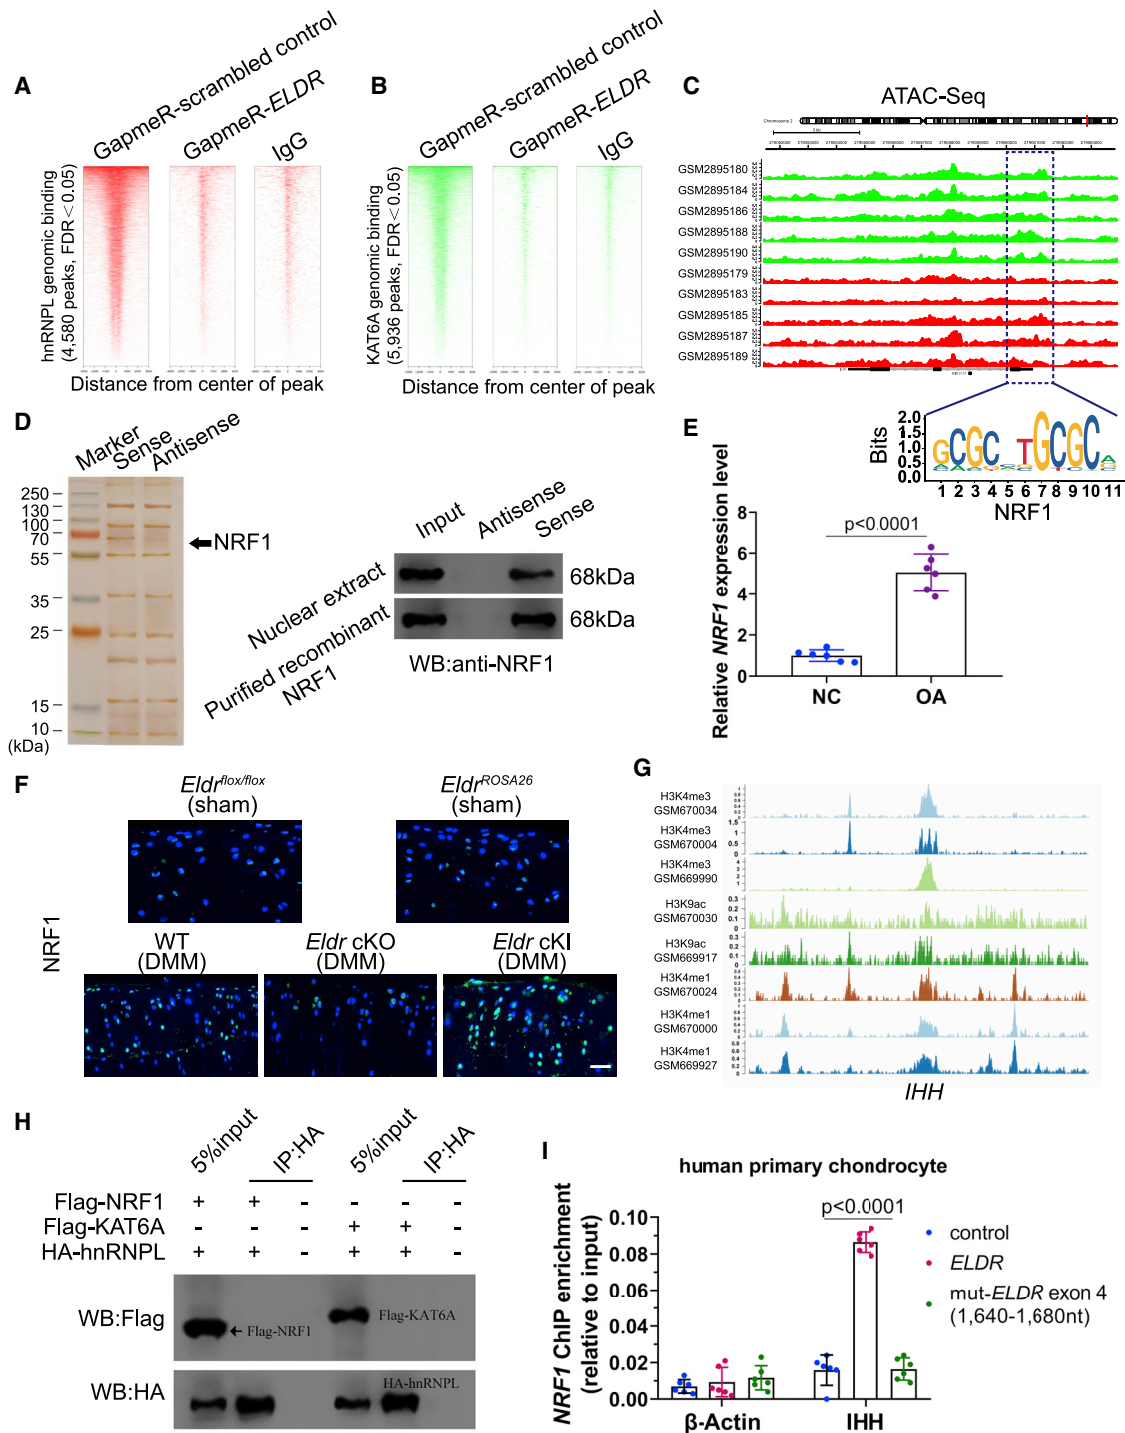 A
GapmeR-scrambled control
GapmeR-ELDR
IgG
hnRNPL genomic binding
(4,580 peaks, FDR<0.05)
Distance from center of peak
B
GapmeR-scrambled control
GapmeR-ELDR
IgG
KAT6A genomic binding
(5,936 peaks, FDR<0.05)
Distance from center of peak
C
ATAC-Seq
Chromosome 2
3 kb
GSM2895180
GSM2895184
GSM2895186
GSM2895188
GSM2895190
GSM2895179
GSM2895183
GSM2895185
GSM2895187
GSM2895189
Bits
2.0
1.5
1.0
0.5
0.0
GCGC TGCGC A
1 2 3 4 5 6 7 8 9 10 11
NRF1
D
Marker
Sense
Antisense
250
130
100
70
55
35
25
15
10
(kDa)
NRF1
Input
Antisense
Sense
Nuclear extract
68kDa
Purified recombinant
NRF1
68kDa
WB:anti-NRF1
E
Relative NRF1 expression level
8
6
4
2
0
p<0.0001
NC
OA
F
NRF1
Eldrflox/flox
(sham)
EldrROSA26
(sham)
WT
(DMM)
Eldr cKO
(DMM)
Eldr cKI
(DMM)
G
H3K4me3
GSM670034
H3K4me3
GSM670004
H3K4me3
GSM669990
H3K9ac
GSM670030
H3K9ac
GSM669917
H3K4me1
GSM670024
H3K4me1
GSM670000
H3K4me1
GSM669927
IHH
H
5%input
IP:HA
5%input
IP:HA
Flag-NRF1 + + - - - -
Flag-KAT6A - - - + + -
HA-hnRNPL + + - + + -
WB:Flag
Flag-NRF1
Flag-KAT6A
WB:HA
HA-hnRNPL
I
human primary chondrocyte
NRF1 ChIP enrichment
(relative to input)
0.10
0.08
0.06
0.04
0.02
0.00
p<0.0001
β-Actin
IHH
control
ELDR
mut-ELDR exon 4
(1,640-1,680nt)